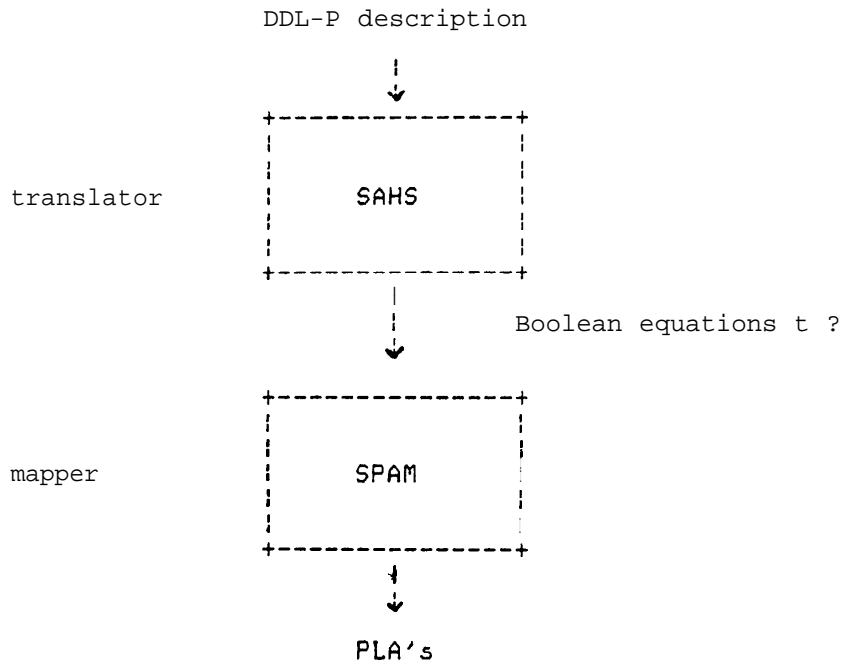 DDL-P description
translator
SAHS
Boolean equations t ?
mapper
SPAM
PLA's